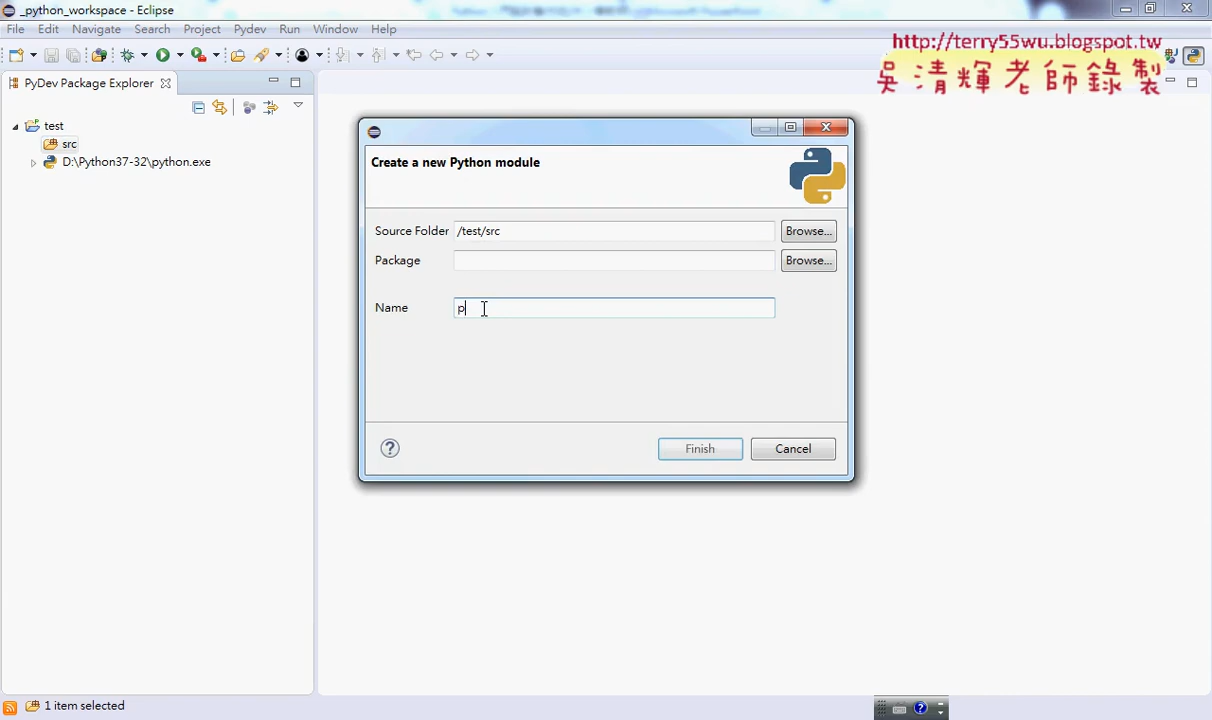 _python_workspace - Eclipse
File Edit Navigate Search Project Pydev Run Window Help
http://terry55wu.blogspot.tw
吳清輝老師錄製
PyDev Package Explorer
test
src
D:\Python37-32\python.exe
Create a new Python module
Source Folder /test/src Browse...
Package Browse...
Name p
Finish Cancel
1 item selected